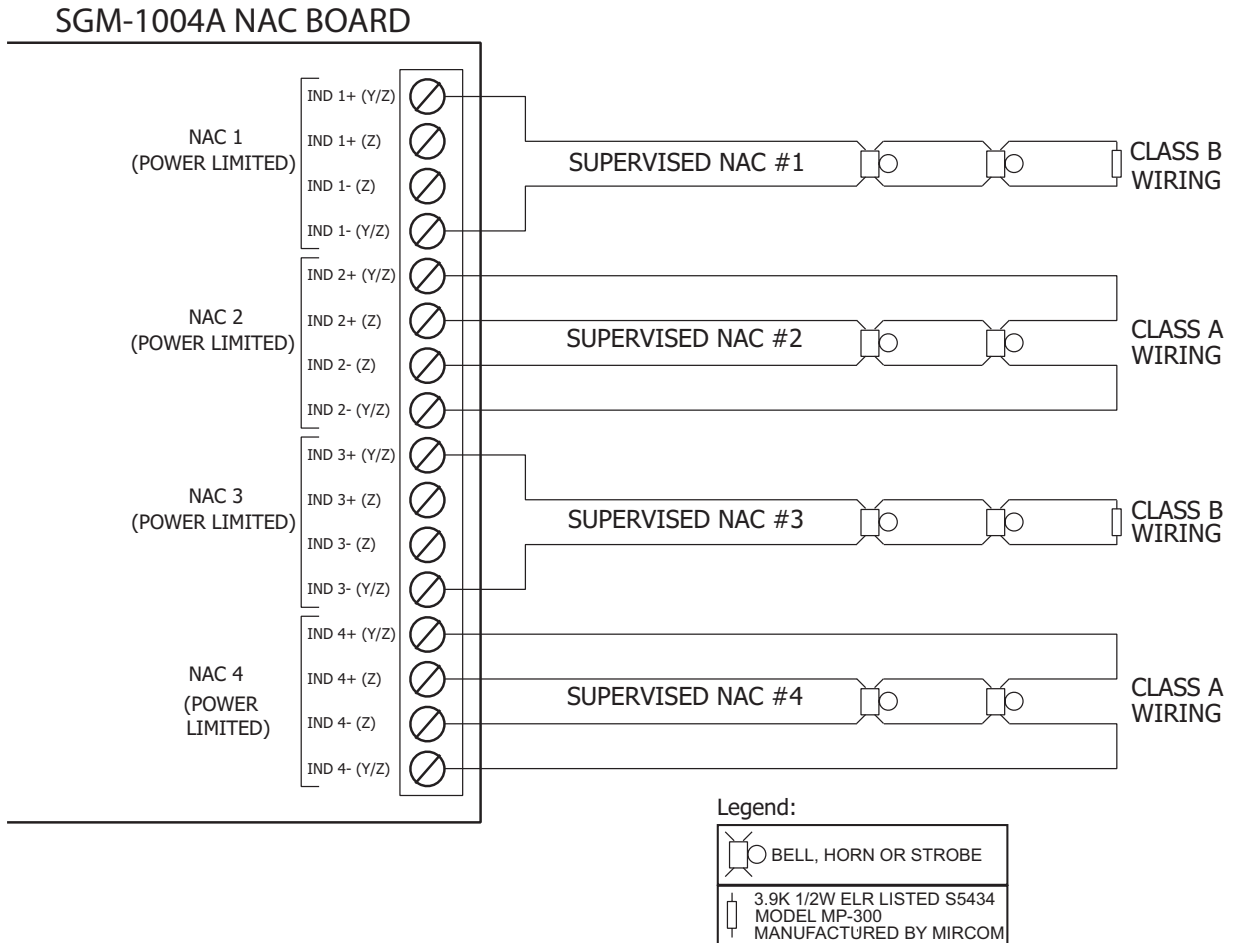 SGM-1004A NAC BOARD
NAC 1
(POWER LIMITED)
IND 1+ (Y/Z)
IND 1+ (Z)
IND 1- (Z)
IND 1- (Y/Z)
SUPERVISED NAC #1
CLASS B
WIRING
NAC 2
(POWER LIMITED)
IND 2+ (Y/Z)
IND 2+ (Z)
IND 2- (Z)
IND 2- (Y/Z)
SUPERVISED NAC #2
CLASS A
WIRING
NAC 3
(POWER LIMITED)
IND 3+ (Y/Z)
IND 3+ (Z)
IND 3- (Z)
IND 3- (Y/Z)
SUPERVISED NAC #3
CLASS B
WIRING
NAC 4
(POWER
LIMITED)
IND 4+ (Y/Z)
IND 4+ (Z)
IND 4- (Z)
IND 4- (Y/Z)
SUPERVISED NAC #4
CLASS A
WIRING
Legend:
BELL, HORN OR STROBE
3.9K 1/2W ELR LISTED S5434
MODEL MP-300
MANUFACTURED BY MIRCOM